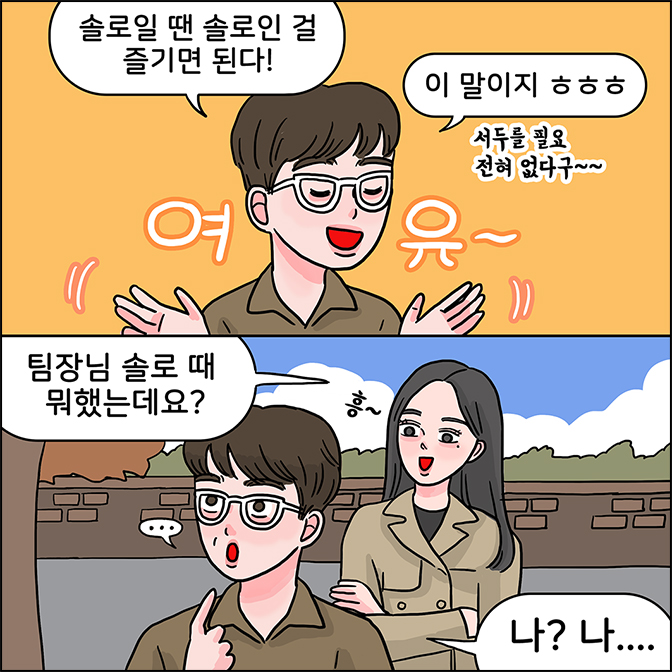 솔로일 땐 솔로인 걸
즐기면 된다!
이 말이지 ㅎㅎㅎ
서두를 필요
전혀 없다구~~
여유~
팀장님 솔로 때
뭐했는데요?
흥~
...
나? 나....